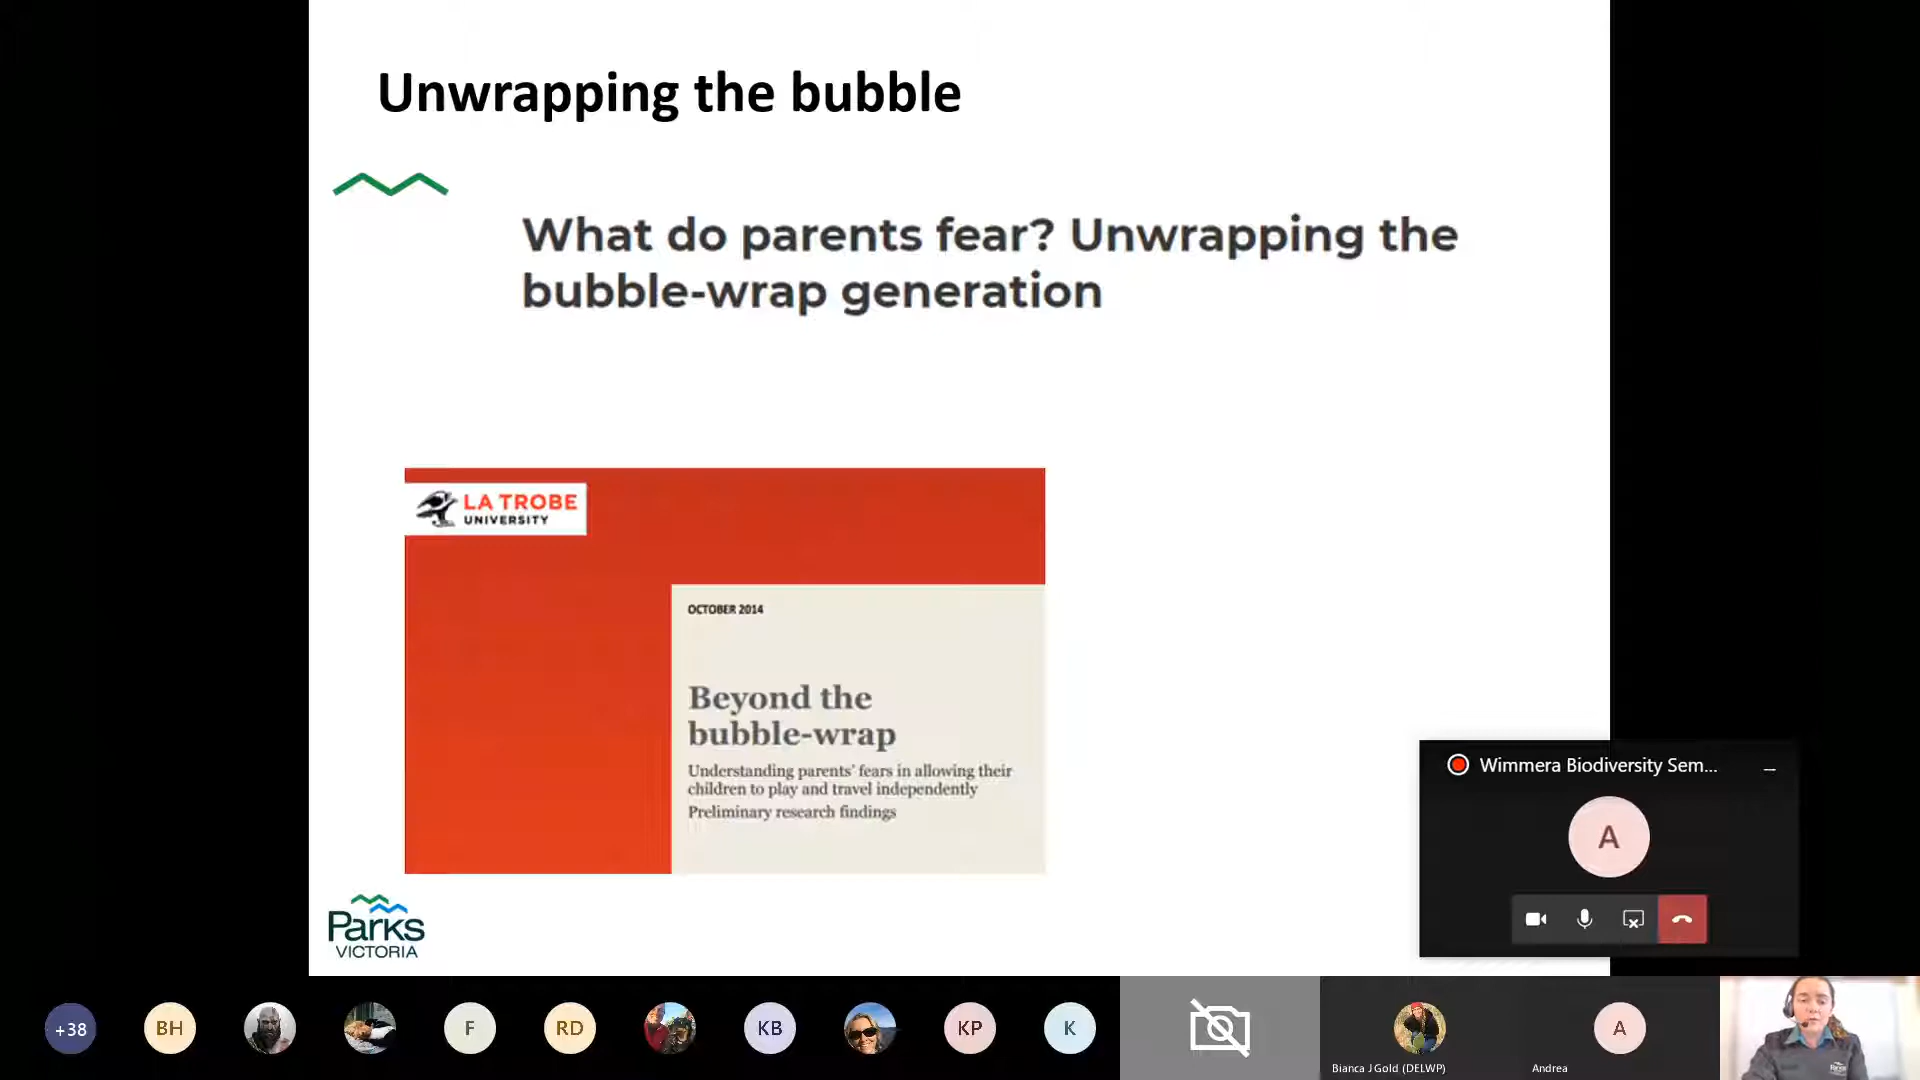 Unwrapping the bubble
What do parents fear? Unwrapping the
bubble-wrap generation
LA TROBE
UNIVERSITY
OCTOBER 2014
Beyond the
bubble-wrap
Understanding parents' fears in allowing their
children to play and travel independently
Preliminary research findings
Parks
VICTORIA
Wimmera Biodiversity Sem...
A
+38
BH
F
RD
KB
KP
K
Bianca J Gold (DELWP)
A
Andrea
Parks